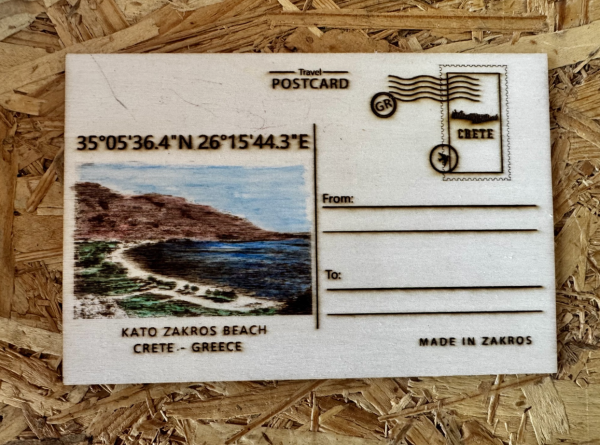 Travel
POSTCARD
GR
CRETE
35°05'36.4"N 26°15'44.3"E
From:
To:
KATO ZAKROS BEACH
CRETE - GREECE
MADE IN ZAKROS